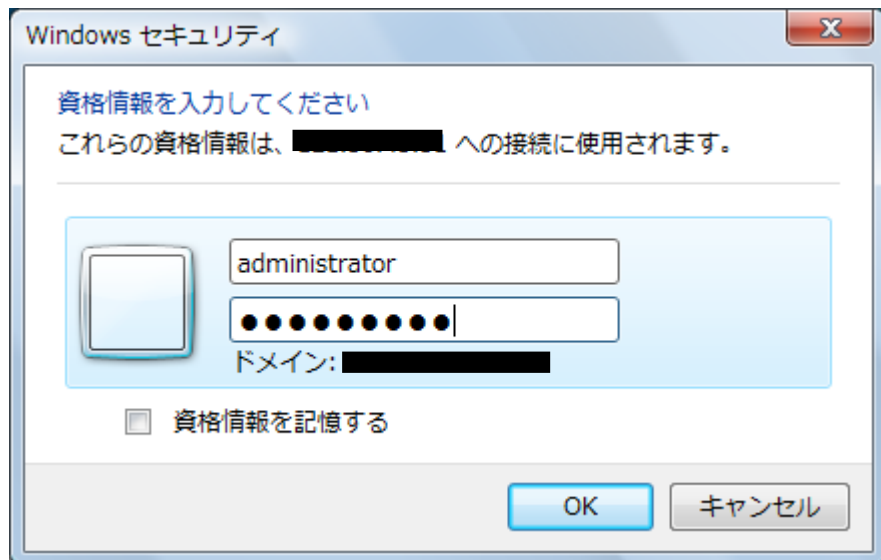 Windows セキュリティ
資格情報を入力してください
これらの資格情報は、 への接続に使用されます。
administrator
●●●●●●●●●
ドメイン:
資格情報を記憶する
OK
キャンセル